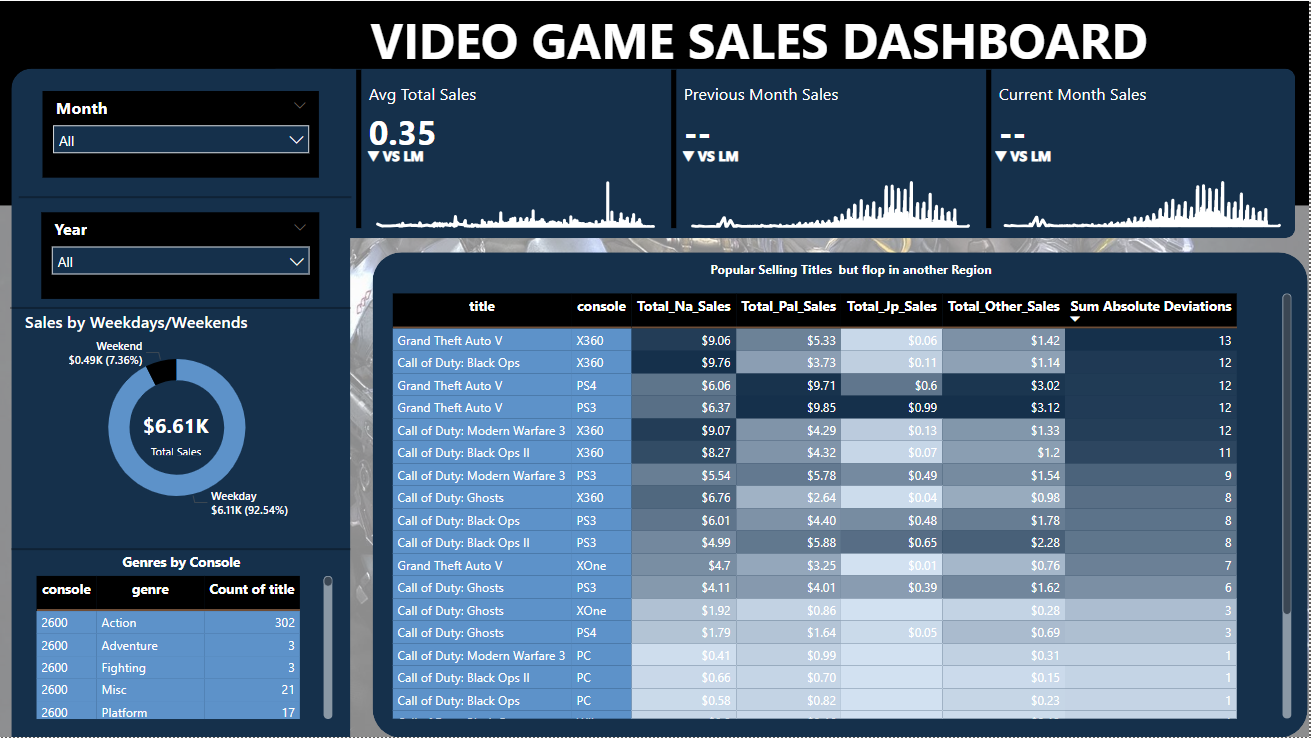 VIDEO GAME SALES DASHBOARD
Month
All
Year
All
Avg Total Sales
0.35
▼ VS LM
Previous Month Sales
--
▼ VS LM
Current Month Sales
--
▼ VS LM
Sales by Weekdays/Weekends
Weekend
$0.49K (7.36%)
$6.61K
Total Sales
Weekday
$6.11K (92.54%)
Genres by Console
console genre Count of title
2600 Action 302
2600 Adventure 3
2600 Fighting 3
2600 Misc 21
2600 Platform 17
Popular Selling Titles but flop in another Region
title console Total_Na_Sales Total_Pal_Sales Total_Jp_Sales Total_Other_Sales Sum Absolute Deviations
Grand Theft Auto V X360 $9.06 $5.33 $0.06 $1.42 13
Call of Duty: Black Ops X360 $9.76 $3.73 $0.11 $1.14 12
Grand Theft Auto V PS4 $6.06 $9.71 $0.6 $3.02 12
Grand Theft Auto V PS3 $6.37 $9.85 $0.99 $3.12 12
Call of Duty: Modern Warfare 3 X360 $9.07 $4.29 $0.13 $1.33 12
Call of Duty: Black Ops II X360 $8.27 $4.32 $0.07 $1.2 11
Call of Duty: Modern Warfare 3 PS3 $5.54 $5.78 $0.49 $1.54 9
Call of Duty: Ghosts X360 $6.76 $2.64 $0.04 $0.98 8
Call of Duty: Black Ops PS3 $6.01 $4.40 $0.48 $1.78 8
Call of Duty: Black Ops II PS3 $4.99 $5.88 $0.65 $2.28 8
Grand Theft Auto V XOne $4.7 $3.25 $0.01 $0.76 7
Call of Duty: Ghosts PS3 $4.11 $4.01 $0.39 $1.62 6
Call of Duty: Ghosts XOne $1.92 $0.86 $0.28 3
Call of Duty: Ghosts PS4 $1.79 $1.64 $0.05 $0.69 3
Call of Duty: Modern Warfare 3 PC $0.41 $0.99 $0.31 1
Call of Duty: Black Ops II PC $0.66 $0.70 $0.15 1
Call of Duty: Black Ops PC $0.58 $0.82 $0.23 1